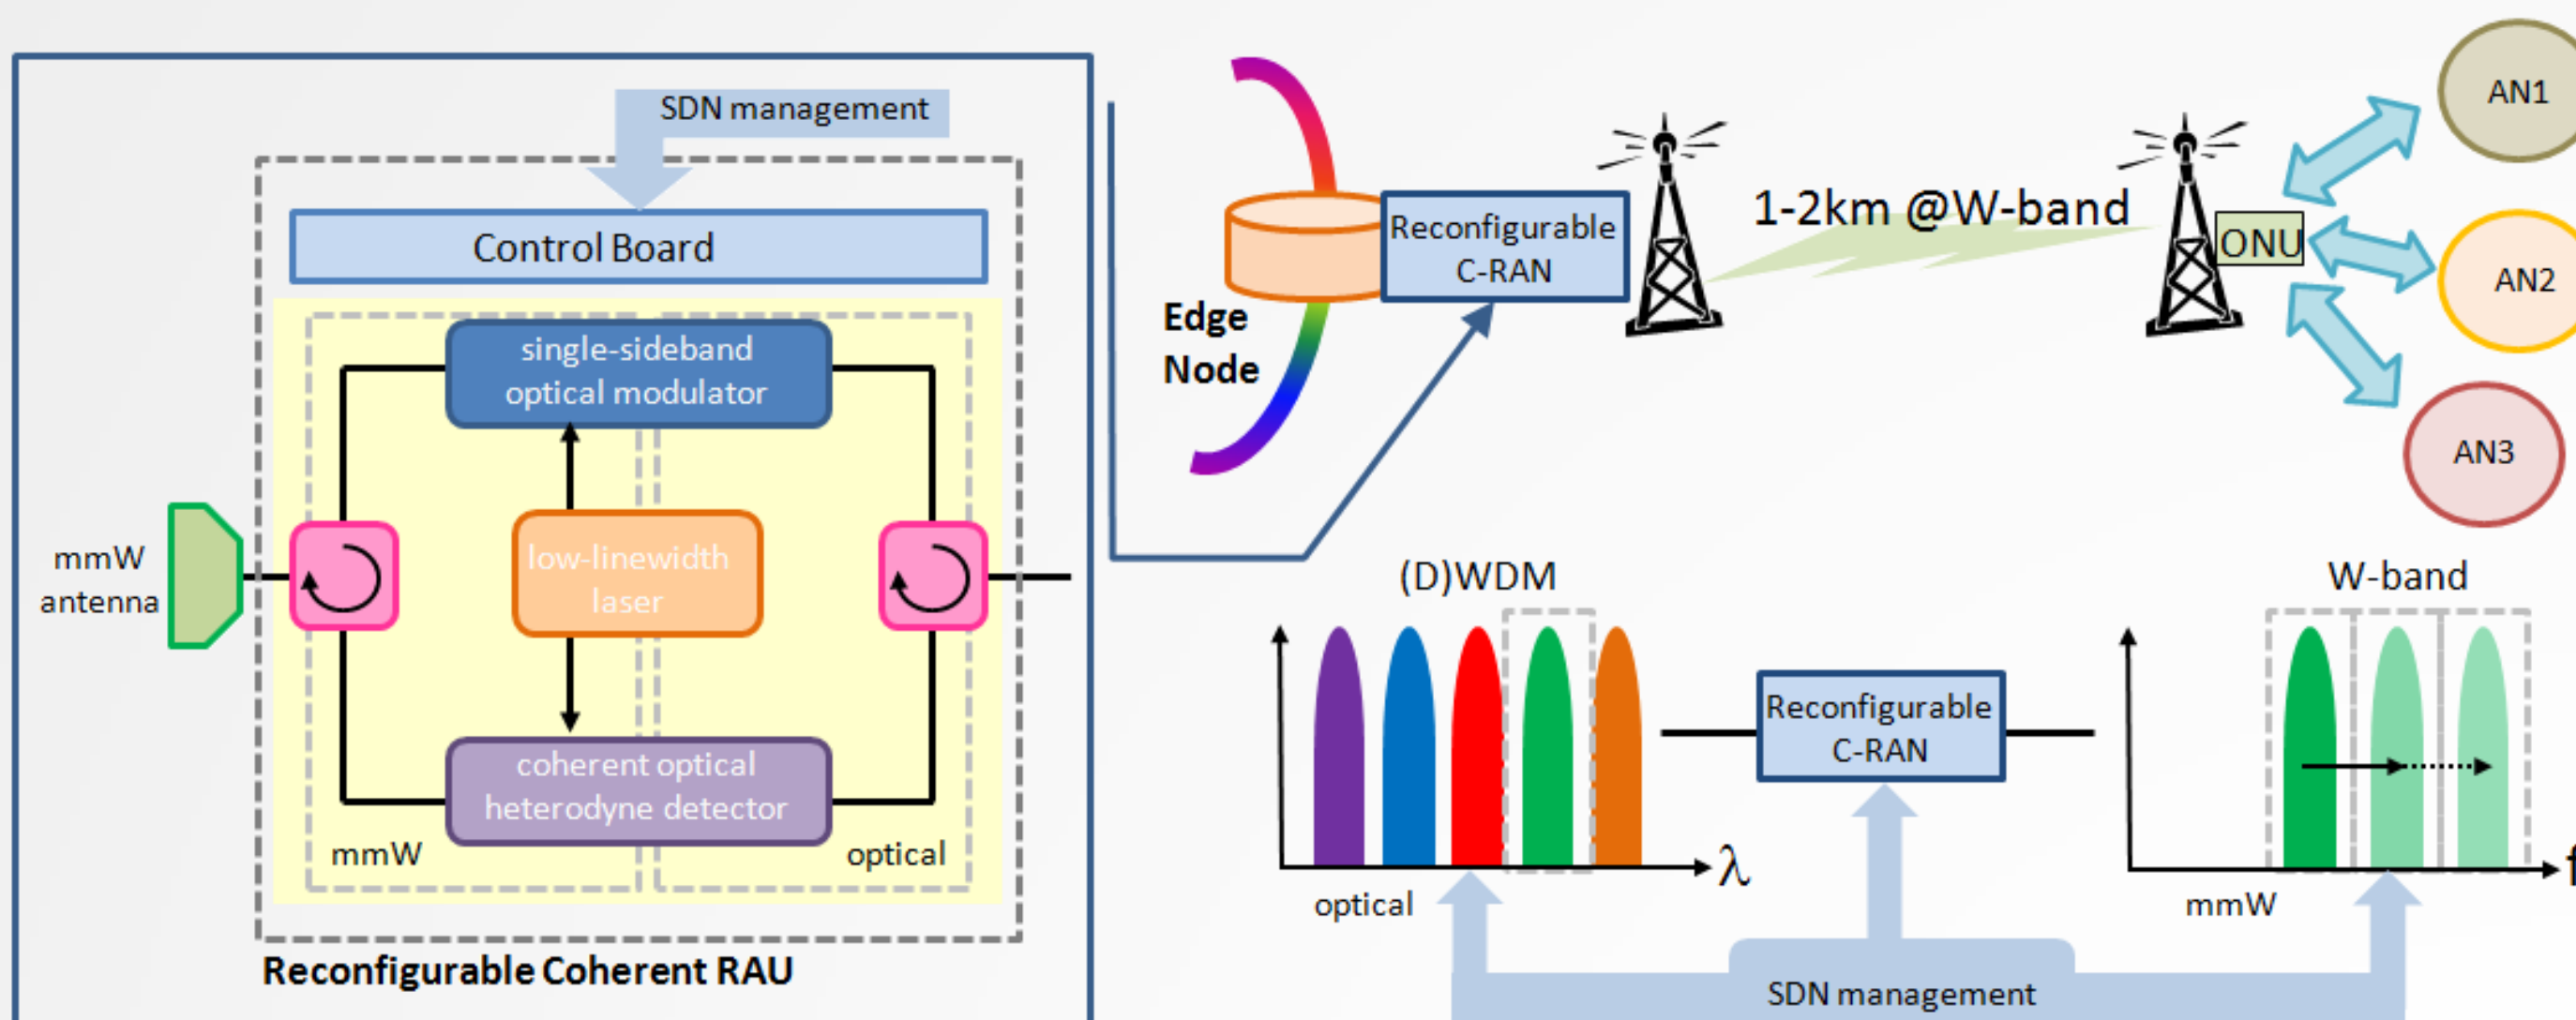 SDN management
Control Board
single-sideband
optical modulator
low-linewidth
laser
mmW
antenna
coherent optical
heterodyne detector
mmW
optical
Reconfigurable Coherent RAU
Edge
Node
Reconfigurable
C-RAN
1-2km @W-band
ONU
AN1
AN2
AN3
(D)WDM
λ
optical
Reconfigurable
C-RAN
W-band
f
mmW
SDN management